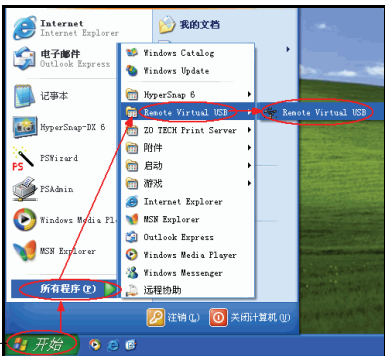 Internet
Internet Explorer
电子邮件
Outlook Express
记事本
HyperSnap-DX 6
PSWizard
PS
PSAdmin
Windows Media Pl
MSN Explorer
所有程序(P)
我的文档
Windows Catalog
Windows Update
HyperSnap 6
Remote Virtual USB
ZO TECH Print Server
附件
启动
游戏
Internet Explorer
MSN Explorer
Outlook Express
Windows Media Player
Windows Messenger
远程协助
Remote Virtual USB
注销(L)
关闭计算机(U)
开始